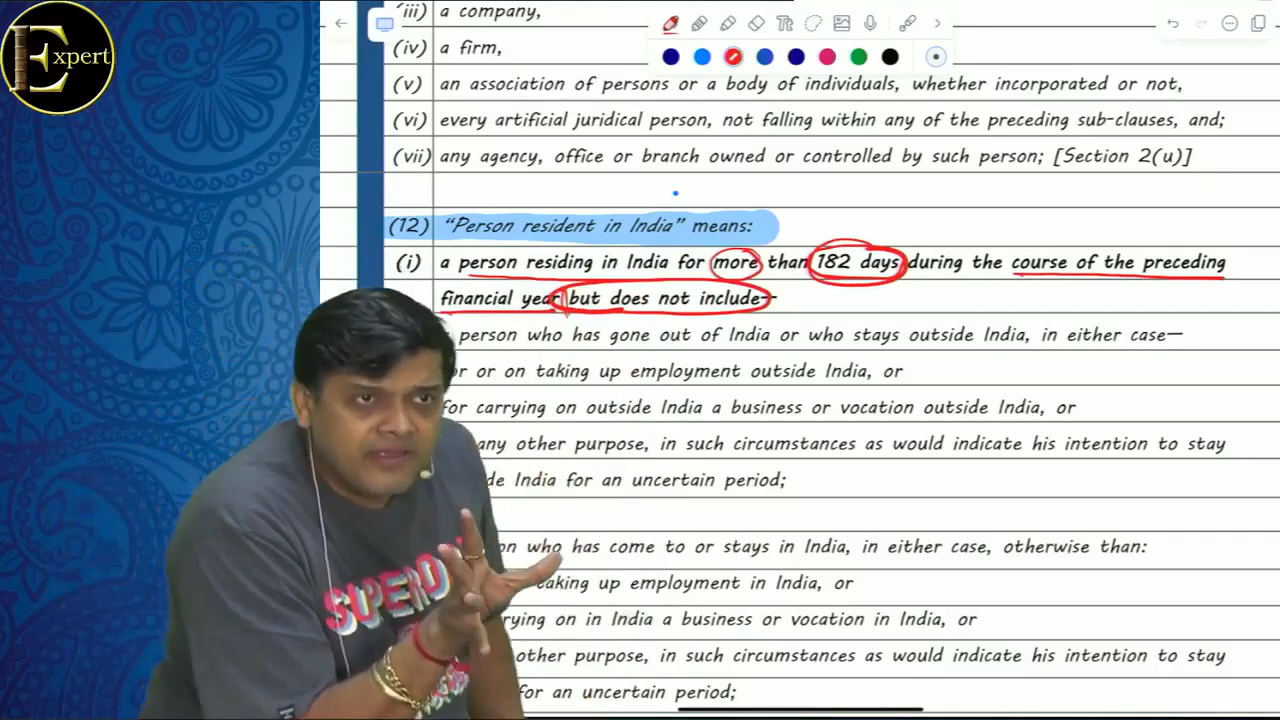 Expert
(iii) a company,
(iv) a firm,
(v) an association of persons or a body of individuals, whether incorporated or not,
(vi) every artificial juridical person, not falling within any of the preceding sub-clauses, and;
(vii) any agency, office or branch owned or controlled by such person; [Section 2(u)]
(12) “Person resident in India” means:
(i) a person residing in India for more than 182 days during the course of the preceding
financial year but does not include—
person who has gone out of India or who stays outside India, in either case—
or on taking up employment outside India, or
for carrying on outside India a business or vocation outside India, or
any other purpose, in such circumstances as would indicate his intention to stay
India for an uncertain period;
who has come to or stays in India, in either case, otherwise than:
taking up employment in India, or
on in India a business or vocation in India, or
other purpose, in such circumstances as would indicate his intention to stay
for an uncertain period;